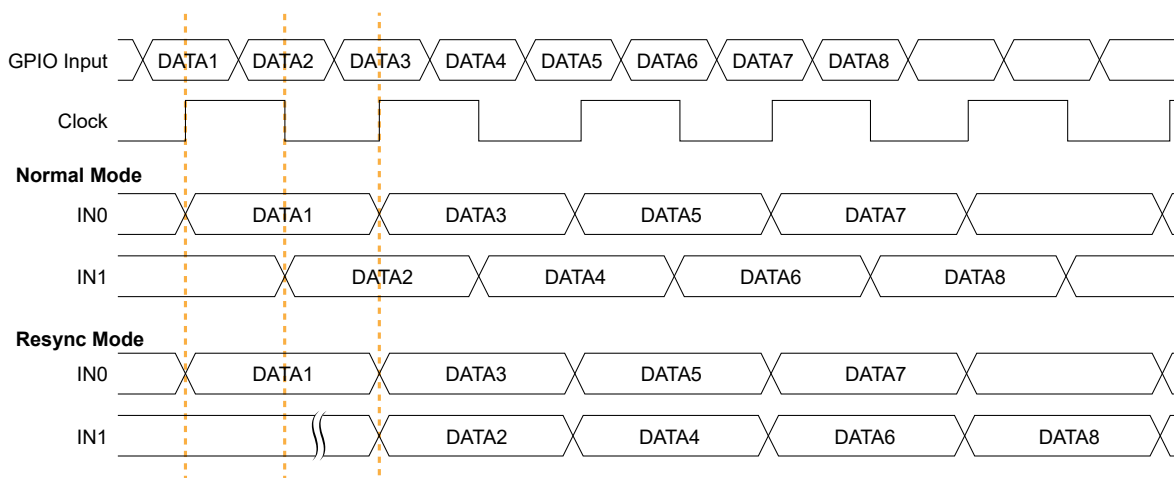 GPIO Input DATA1 DATA2 DATA3 DATA4 DATA5 DATA6 DATA7 DATA8
Clock
Normal Mode
IN0 DATA1 DATA3 DATA5 DATA7
IN1 DATA2 DATA4 DATA6 DATA8
Resync Mode
IN0 DATA1 DATA3 DATA5 DATA7
IN1 DATA2 DATA4 DATA6 DATA8